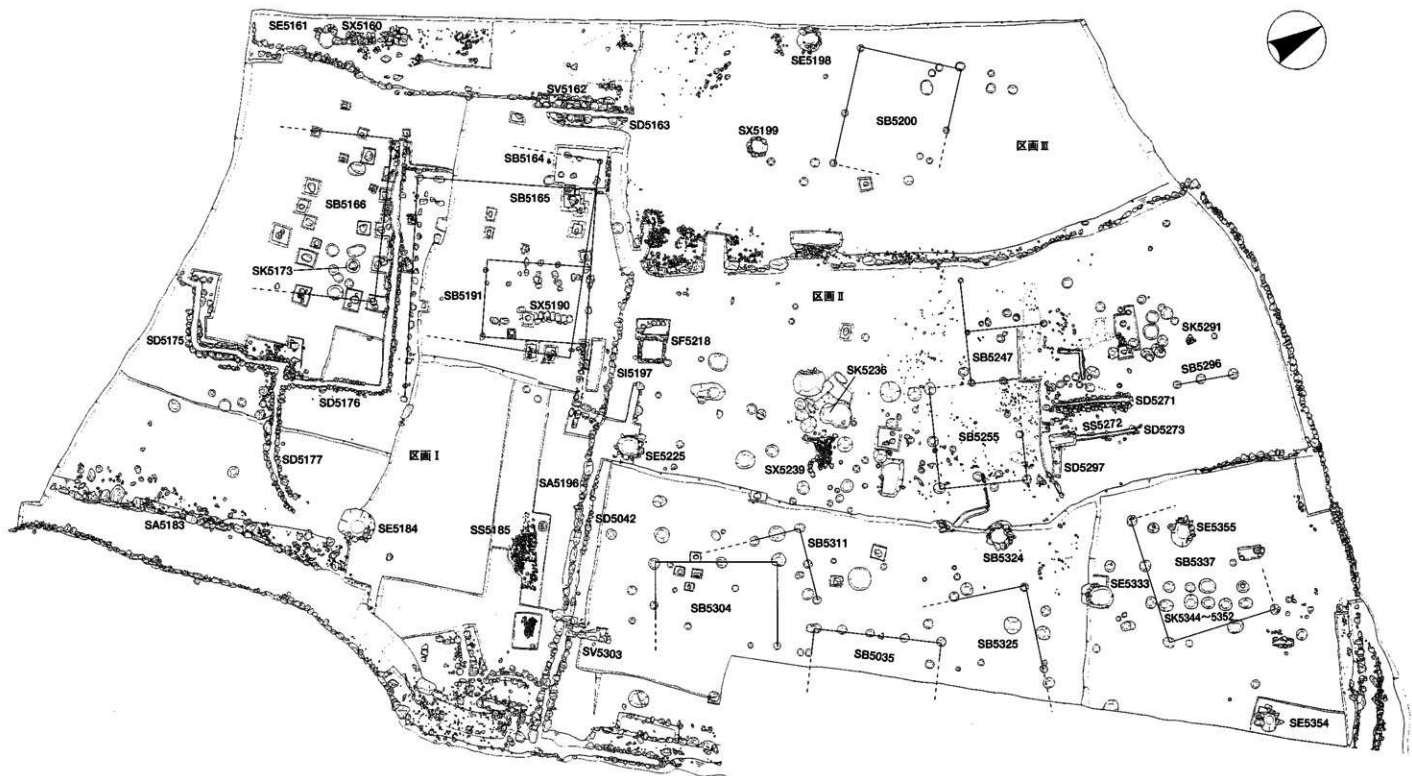 SE5161
SX5160
SE5198
SV5162
SD5163
SB5200
SX5199
区画Ⅲ
SB5164
SB5165
SB5166
SK5173
SB5191
SX5190
区画Ⅱ
SF5218
SK5291
SD5175
SB5247
SB5296
SI5197
SK5236
SD5176
SD5271
SS5272
SD5273
SB5255
SD5177
区画Ⅰ
SE5225
SX5239
SD5297
SA5196
SA5183
SE5184
SS5185
SD5042
SB5311
SB5324
SE5355
SB5337
SE5333
SB5304
SK5344〜5352
SV5303
SB5035
SB5325
SE5354